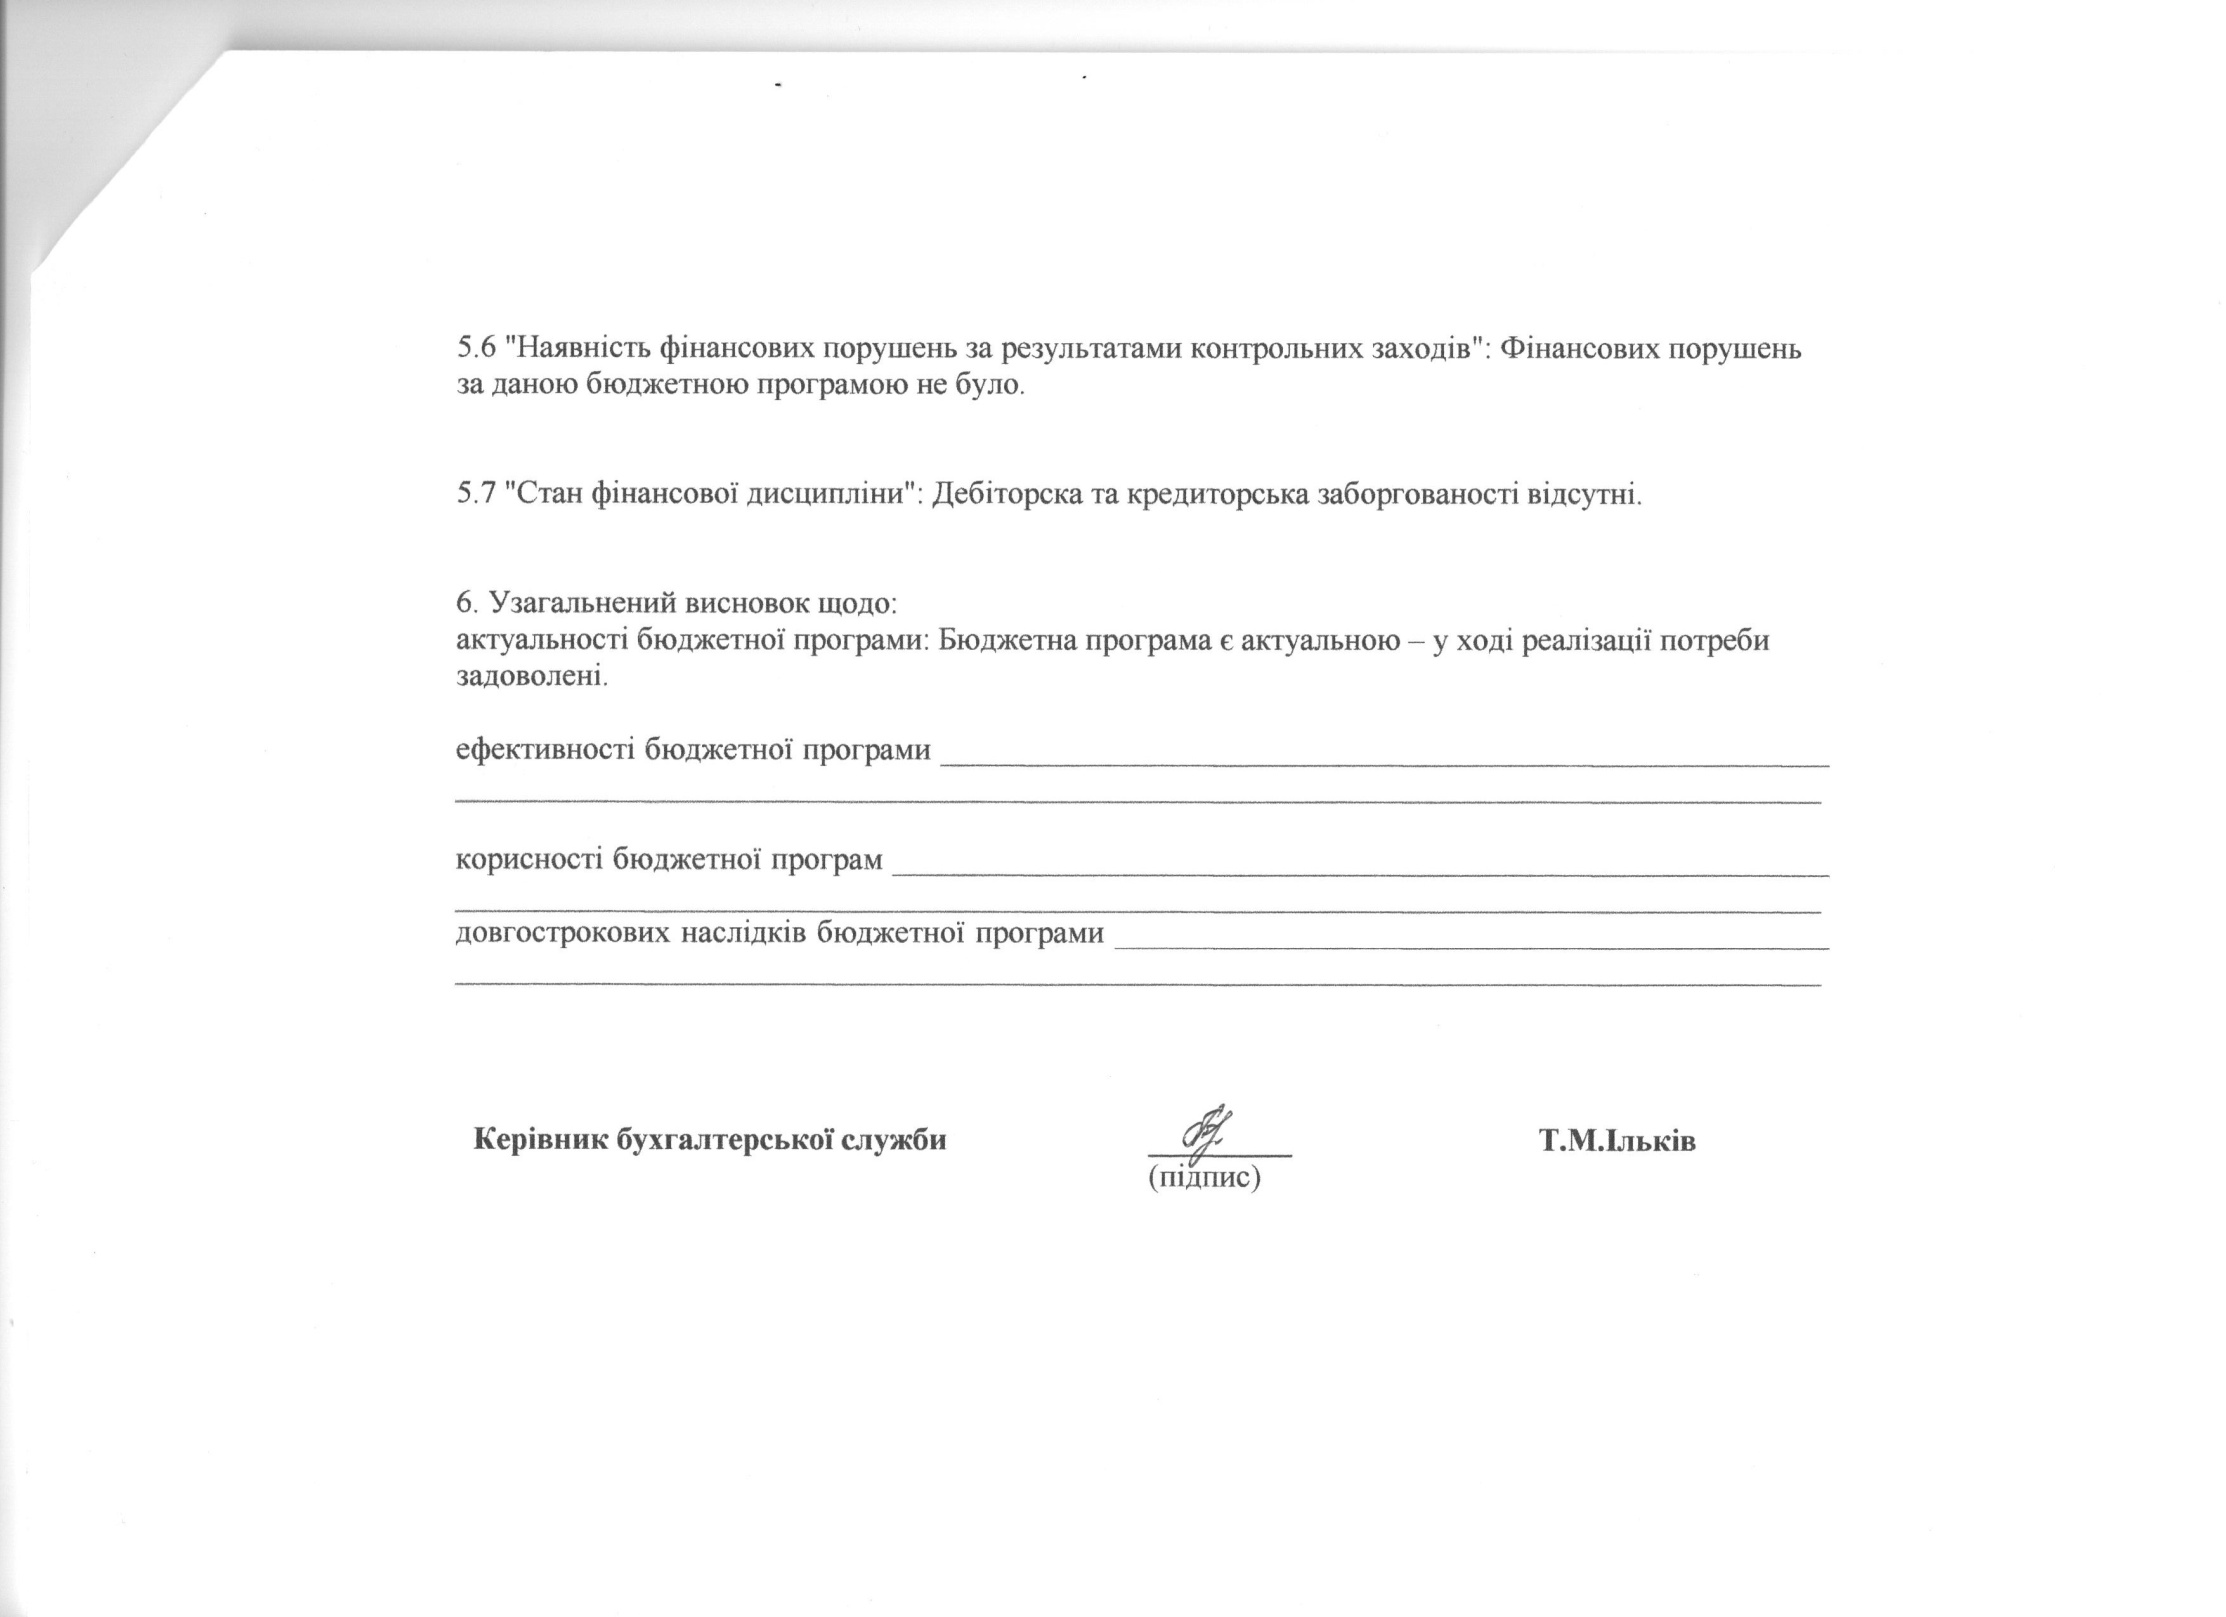 5.6 "Наявність фінансових порушень за результатами контрольних заходів": Фінансових порушень
за даною бюджетною програмою не було.
5.7 "Стан фінансової дисципліни": Дебіторска та кредиторська заборгованості відсутні.
6. Узагальнений висновок щодо:
актуальності бюджетної програми: Бюджетна програма є актуальною – у ході реалізації потреби
задоволені.
ефективності бюджетної програми
корисності бюджетної програм
довгострокових наслідків бюджетної програми
Керівник бухгалтерської служби Т.М.Ільків
(підпис)